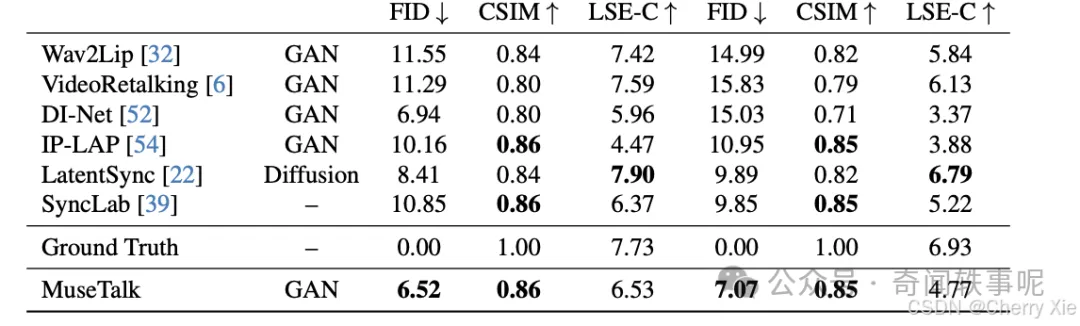 FID ↓ CSIM ↑ LSE-C ↑ FID ↓ CSIM ↑ LSE-C ↑
Wav2Lip [32] GAN 11.55 0.84 7.42 14.99 0.82 5.84
VideoRetalking [6] GAN 11.29 0.80 7.59 15.83 0.79 6.13
DI-Net [52] GAN 6.94 0.80 5.96 15.03 0.71 3.37
IP-LAP [54] GAN 10.16 0.86 4.47 10.95 0.85 3.88
LatentSync [22] Diffusion 8.41 0.84 7.90 9.89 0.82 6.79
SyncLab [39] – 10.85 0.86 6.37 9.85 0.85 5.22
Ground Truth – 0.00 1.00 7.73 0.00 1.00 6.93
MuseTalk GAN 6.52 0.86 6.53 7.07 0.85 4.77
公众号 · 奇闻轶事呢
CSDN @Cherry Xie